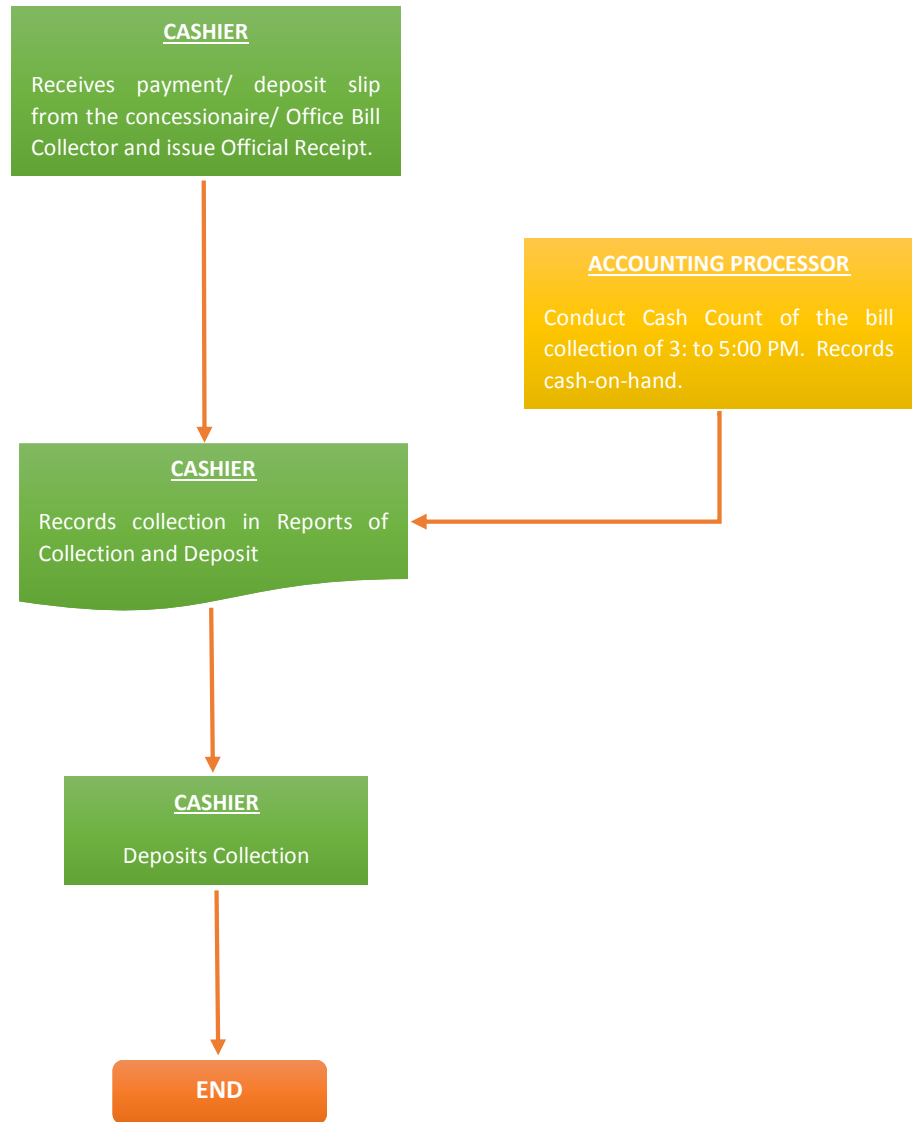 CASHIER
Receives payment/ deposit slip
from the concessionaire/ Office Bill
Collector and issue Official Receipt.
ACCOUNTING PROCESSOR
Conduct Cash Count of the bill
collection of 3: to 5:00 PM. Records
cash-on-hand.
CASHIER
Records collection in Reports of
Collection and Deposit
CASHIER
Deposits Collection
END